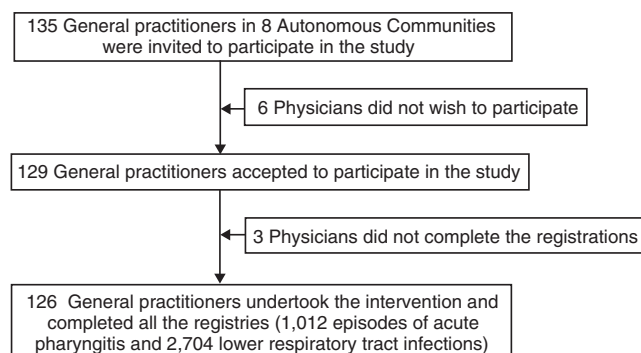 135 General practitioners in 8 Autonomous Communities
were invited to participate in the study
6 Physicians did not wish to participate
129 General practitioners accepted to participate in the study
3 Physicians did not complete the registrations
126 General practitioners undertook the intervention and
completed all the registries (1,012 episodes of acute
pharyngitis and 2,704 lower respiratory tract infections)